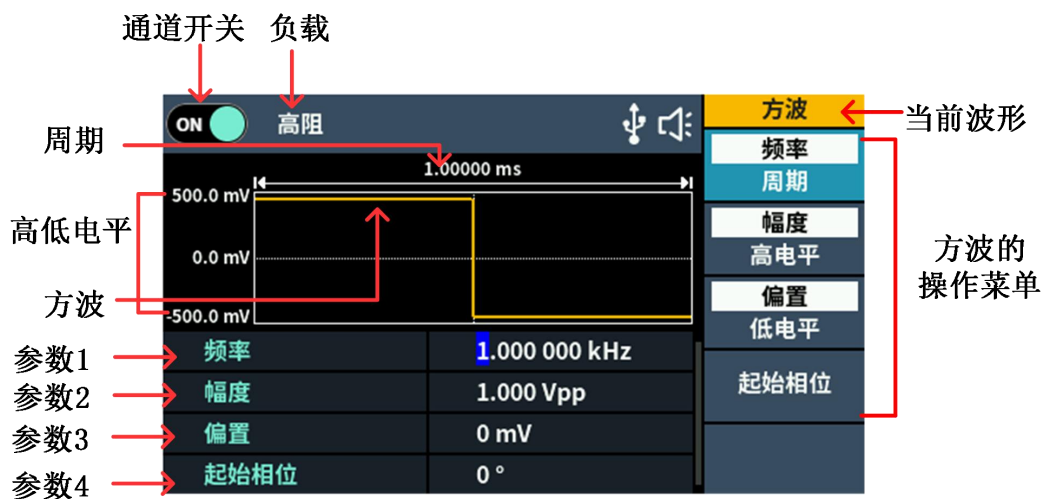 通道开关 负载
ON 高阻 方波
当前波形
周期 1.00000 ms 频率
周期
500.0 mV
高低电平 幅度
高电平
0.0 mV
方波的
操作菜单
偏置
低电平
方波
-500.0 mV
参数1 频率 1.000 000 kHz
起始相位
参数2 幅度 1.000 Vpp
参数3 偏置 0 mV
参数4 起始相位 0 °